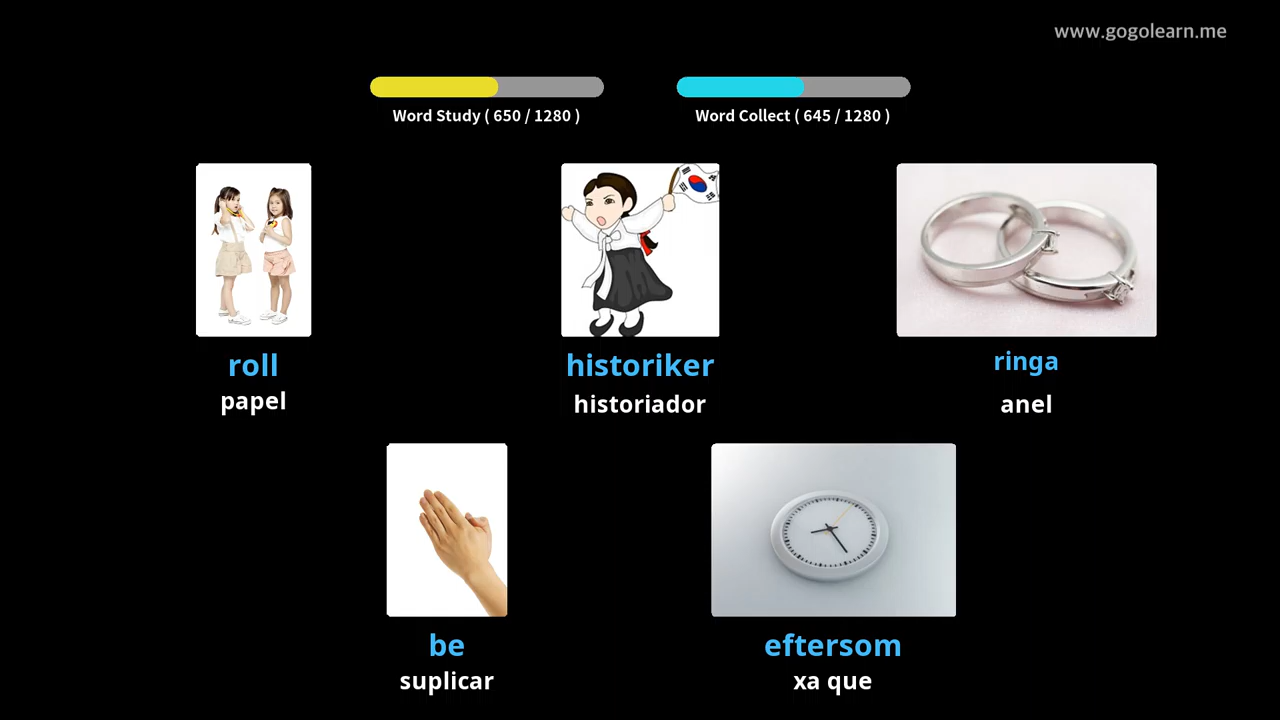 www.gogolearn.me
Word Study ( 650 / 1280 )
Word Collect ( 645 / 1280 )
roll
papel
historiker
historiador
ringa
anel
be
suplicar
eftersom
xa que